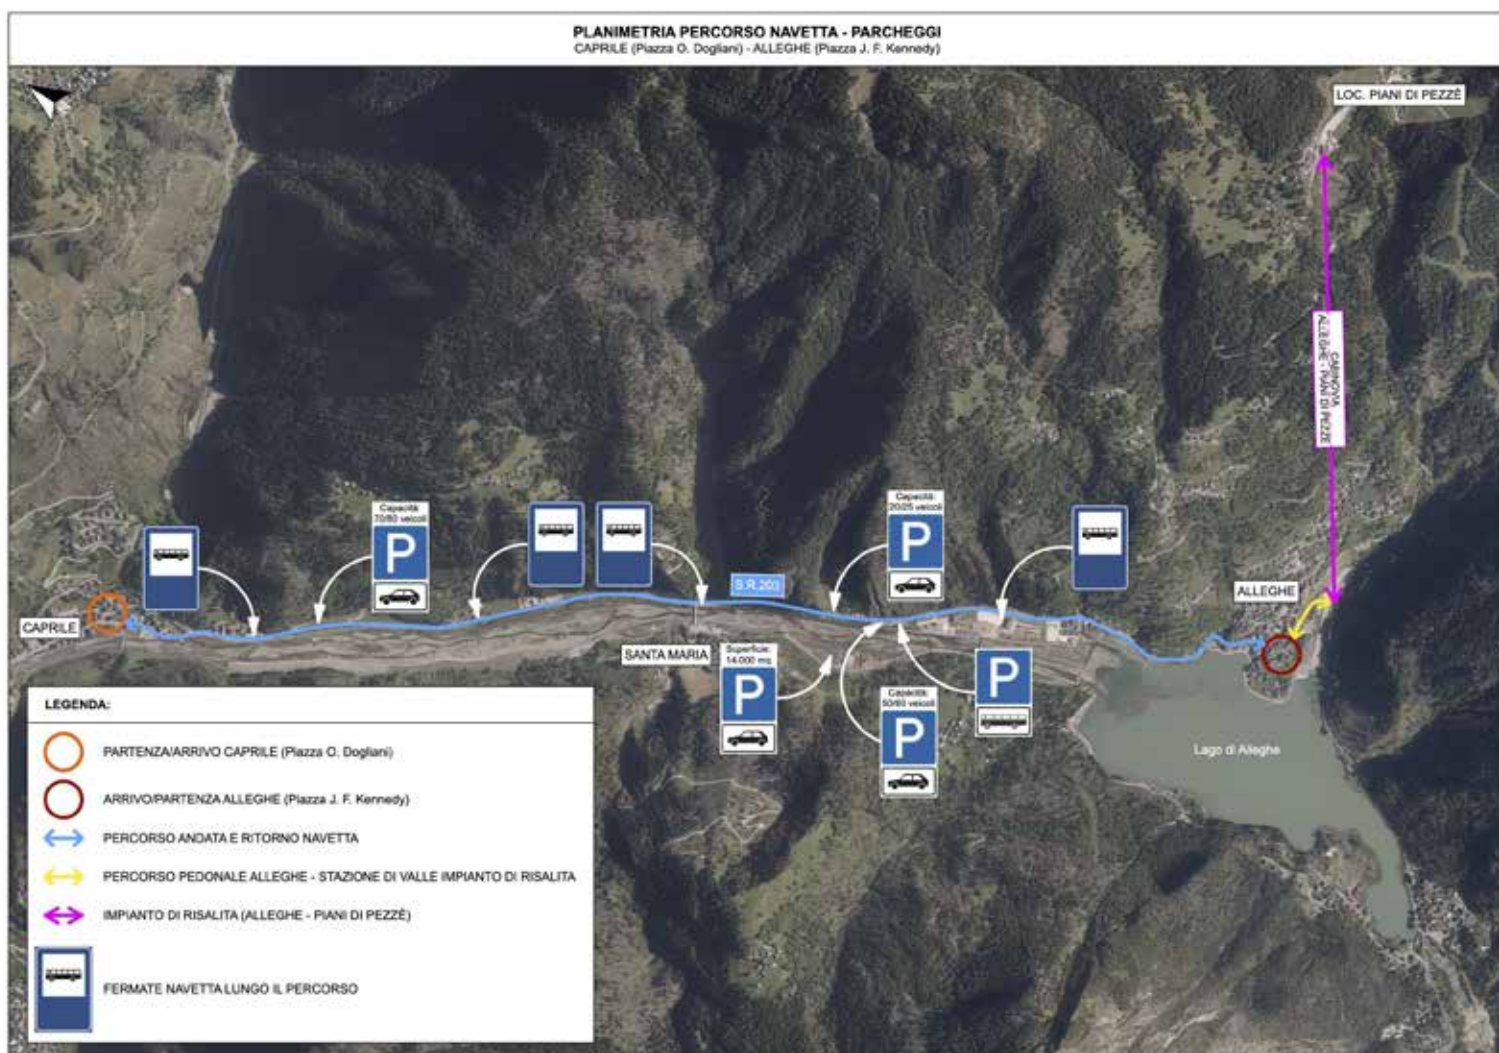 PLANIMETRIA PERCORSO NAVETTA - PARCHEGGI
CAPRILE (Piazza O. Dogliani) - ALLEGHE (Piazza J. F. Kennedy)
LOC. PIANI DI PEZZÈ
CABINOVIA
ALLEGHE - PIANI DI PEZZÈ
Capacità:
70/80 veicoli
P
Capacità:
20/25 veicoli
P
S.R.203
ALLEGHE
CAPRILE
SANTA MARIA
Superficie:
14.000 mq
P
Capacità:
50/60 veicoli
P
P
Lago di Alleghe
LEGENDA:
PARTENZA/ARRIVO CAPRILE (Piazza O. Dogliani)
ARRIVO/PARTENZA ALLEGHE (Piazza J. F. Kennedy)
PERCORSO ANDATA E RITORNO NAVETTA
PERCORSO PEDONALE ALLEGHE - STAZIONE DI VALLE IMPIANTO DI RISALITA
IMPIANTO DI RISALITA (ALLEGHE - PIANI DI PEZZÈ)
FERMATE NAVETTA LUNGO IL PERCORSO